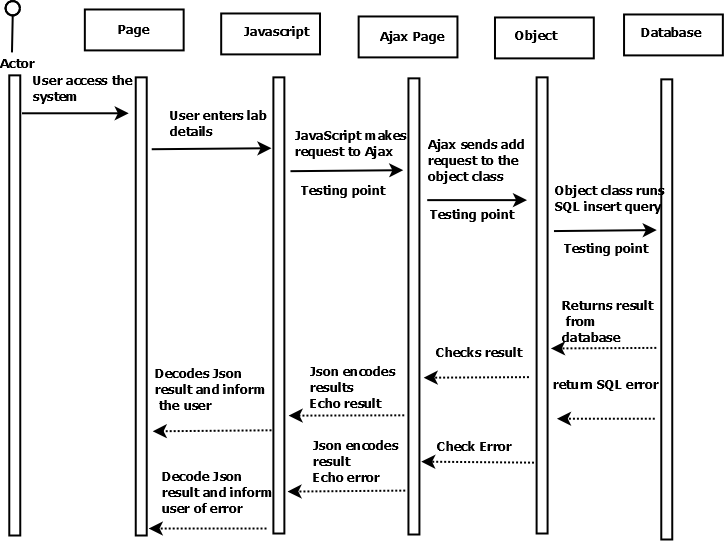 Page
Javascript
Ajax Page
Object
Database
Actor
User access the
system
User enters lab
details
JavaScript makes
request to Ajax
Testing point
Ajax sends add
request to the
object class
Testing point
Object class runs
SQL insert query
Testing point
Returns result
from
database
Checks result
Json encodes
results
Echo result
Decodes Json
result and inform
the user
return SQL error
Check Error
Json encodes
result
Echo error
Decode Json
result and inform
user of error